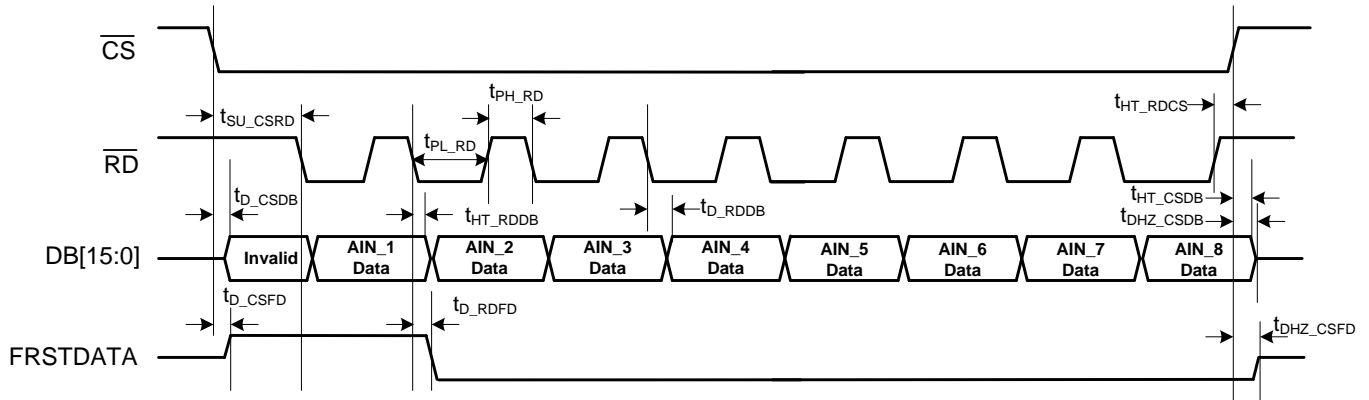 CS
tSU_CSRD
tPH_RD
tHT_RDCS
RD
tPL_RD
tD_CSDB
tHT_RDDB
tD_RDDB
tHT_CSDB
tDHZ_CSDB
DB[15:0]
Invalid
AIN_1
Data
AIN_2
Data
AIN_3
Data
AIN_4
Data
AIN_5
Data
AIN_6
Data
AIN_7
Data
AIN_8
Data
tD_CSFD
tD_RDFD
tDHZ_CSFD
FRSTDATA